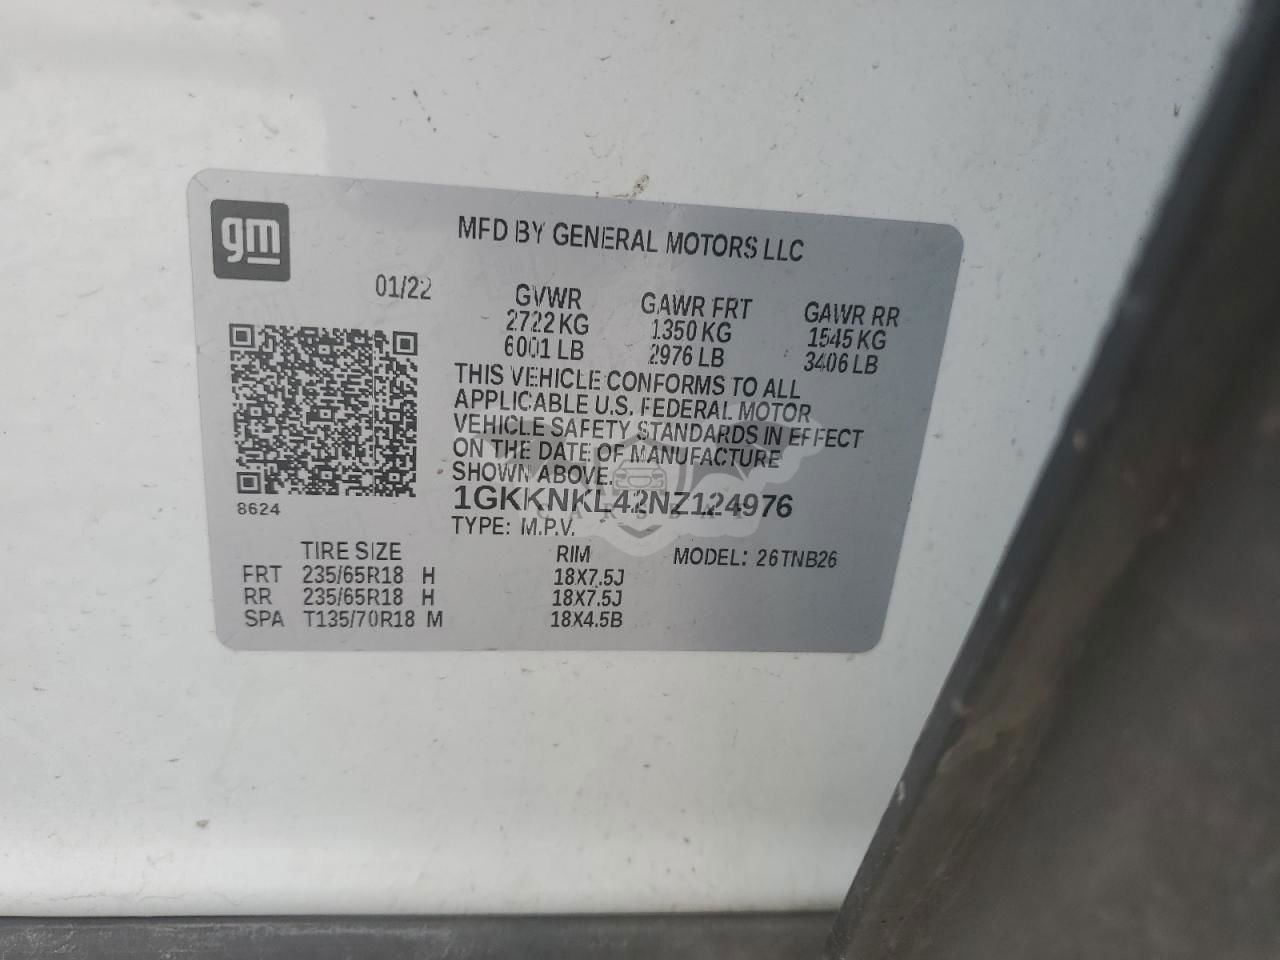 gm
MFD BY GENERAL MOTORS LLC
01/22
GVWR GAWR FRT GAWR RR
2722 KG 1350 KG 1545 KG
6001 LB 2976 LB 3406 LB
THIS VEHICLE CONFORMS TO ALL
APPLICABLE U.S. FEDERAL MOTOR
VEHICLE SAFETY STANDARDS IN EFFECT
ON THE DATE OF MANUFACTURE
SHOWN ABOVE.
1GKKNKL42NZ124976
8624
TYPE: M.P.V.
TIRE SIZE RIM MODEL: 26TNB26
FRT 235/65R18 H 18X7.5J
RR 235/65R18 H 18X7.5J
SPA T135/70R18 M 18X4.5B